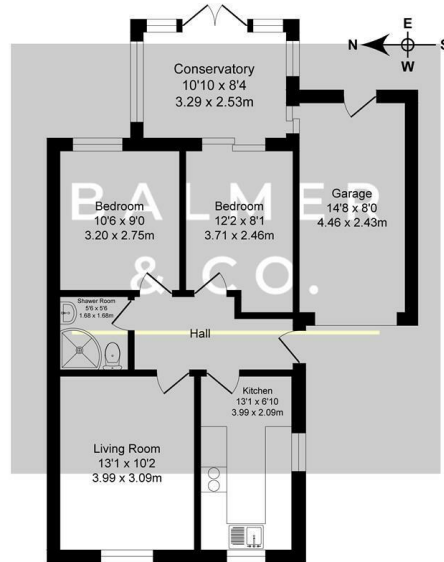 E
N S
W
Conservatory
10'10 x 8'4
3.29 x 2.53m
Garage
14'8 x 8'0
4.46 x 2.43m
BALMER
& CO.
Bedroom
10'6 x 9'0
3.20 x 2.75m
Bedroom
12'2 x 8'1
3.71 x 2.46m
Shower Room
5'6 x 5'6
1.68 x 1.68m
Hall
Kitchen
13'1 x 6'10
3.99 x 2.09m
Living Room
13'1 x 10'2
3.99 x 3.09m